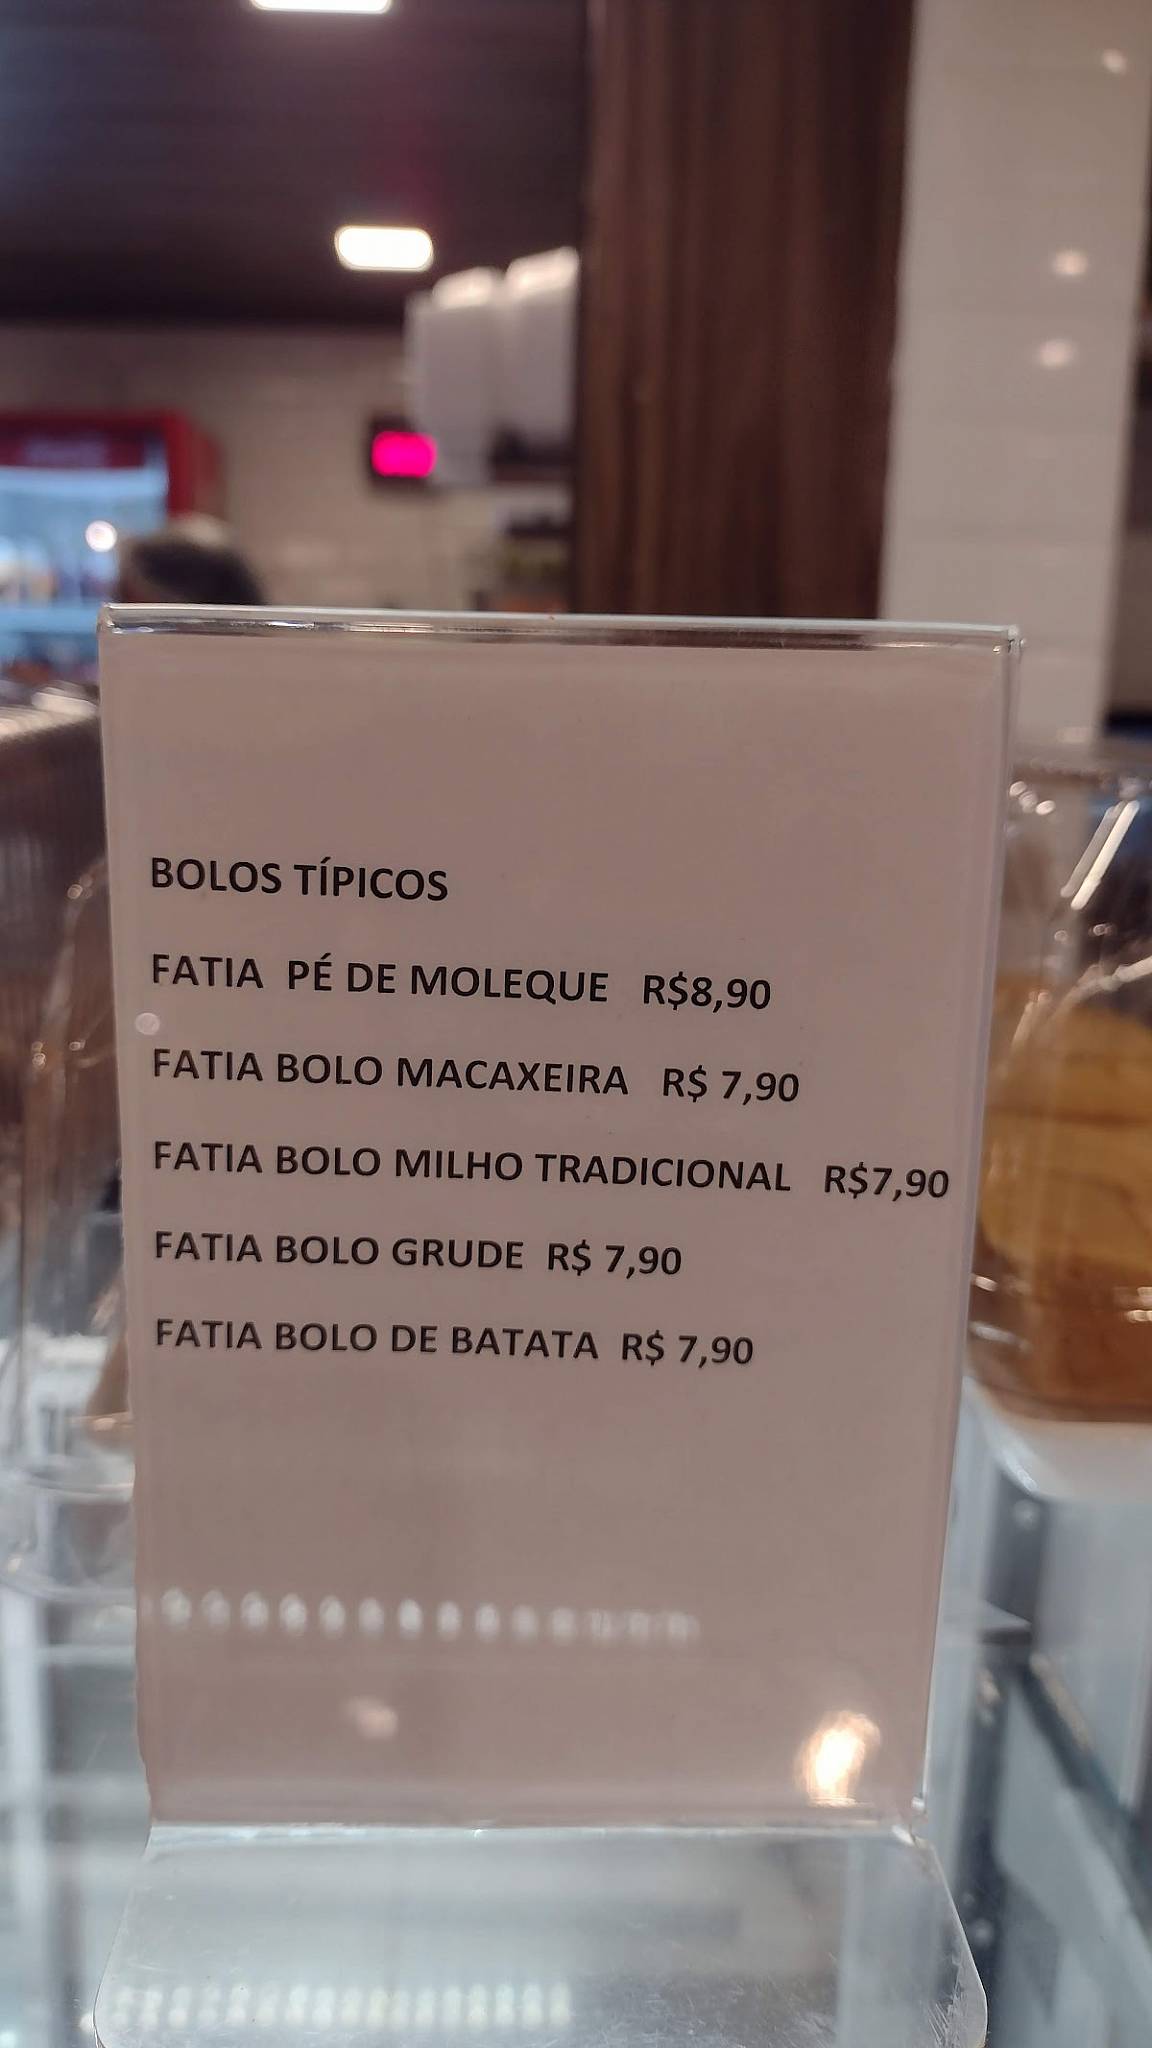 BOLOS TÍPICOS
FATIA PÉ DE MOLEQUE R$8,90
FATIA BOLO MACAXEIRA R$ 7,90
FATIA BOLO MILHO TRADICIONAL R$7,90
FATIA BOLO GRUDE R$ 7,90
FATIA BOLO DE BATATA R$ 7,90